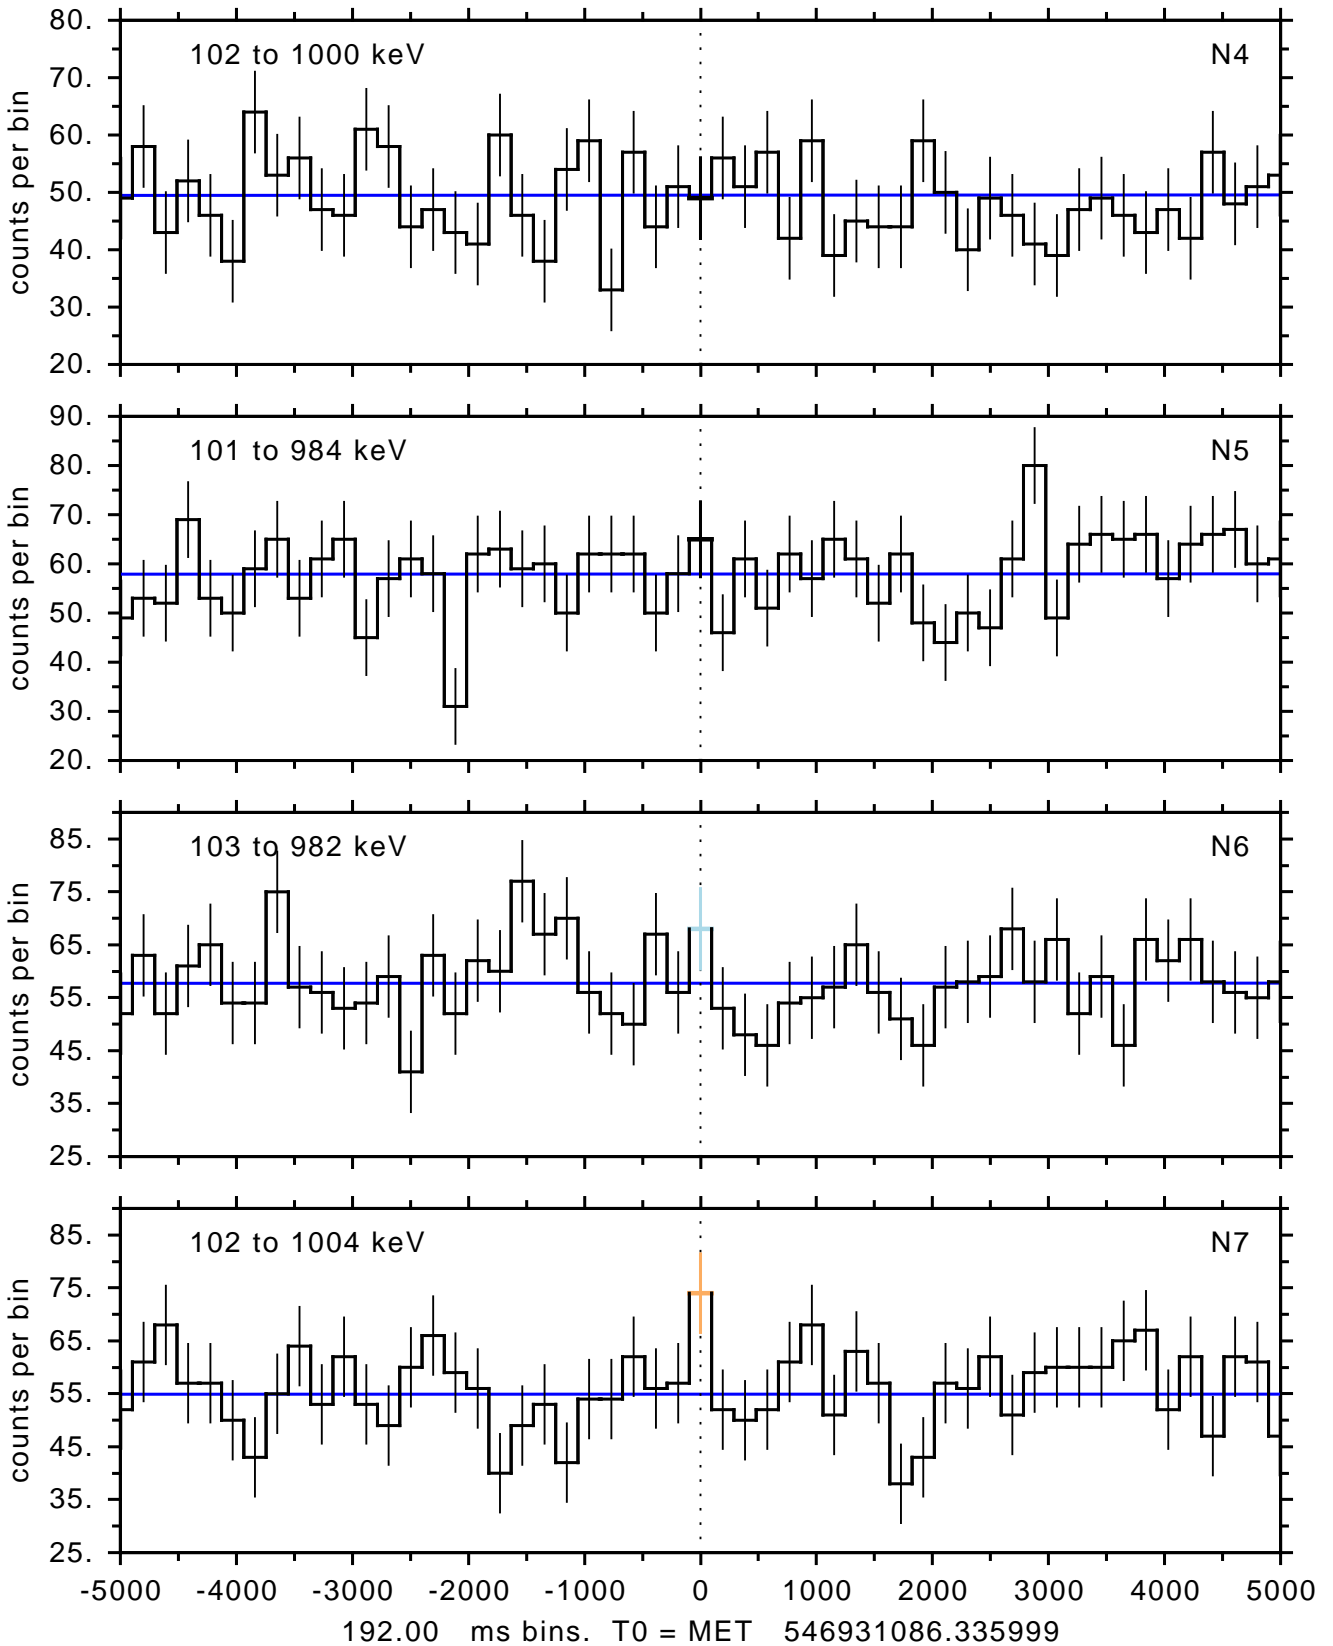 80.
102 to 1000 keV N4
70.
60.
50.
40.
30.
20.
counts per bin
90.
101 to 984 keV N5
80.
70.
60.
50.
40.
30.
20.
counts per bin
85.
103 to 982 keV N6
75.
65.
55.
45.
35.
25.
counts per bin
85.
102 to 1004 keV N7
75.
65.
55.
45.
35.
25.
counts per bin
-5000 -4000 -3000 -2000 -1000 0 1000 2000 3000 4000 5000
192.00 ms bins. T0 = MET 546931086.335999